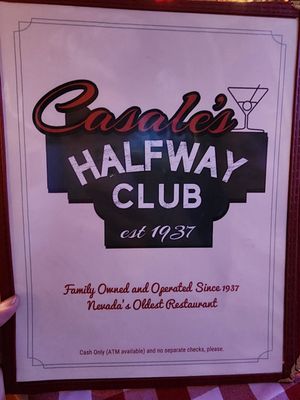 Casale's
HALFWAY
CLUB
est 1937
Family Owned and Operated Since 1937
Nevada's Oldest Restaurant
Cash Only (ATM available) and no separate checks, please.